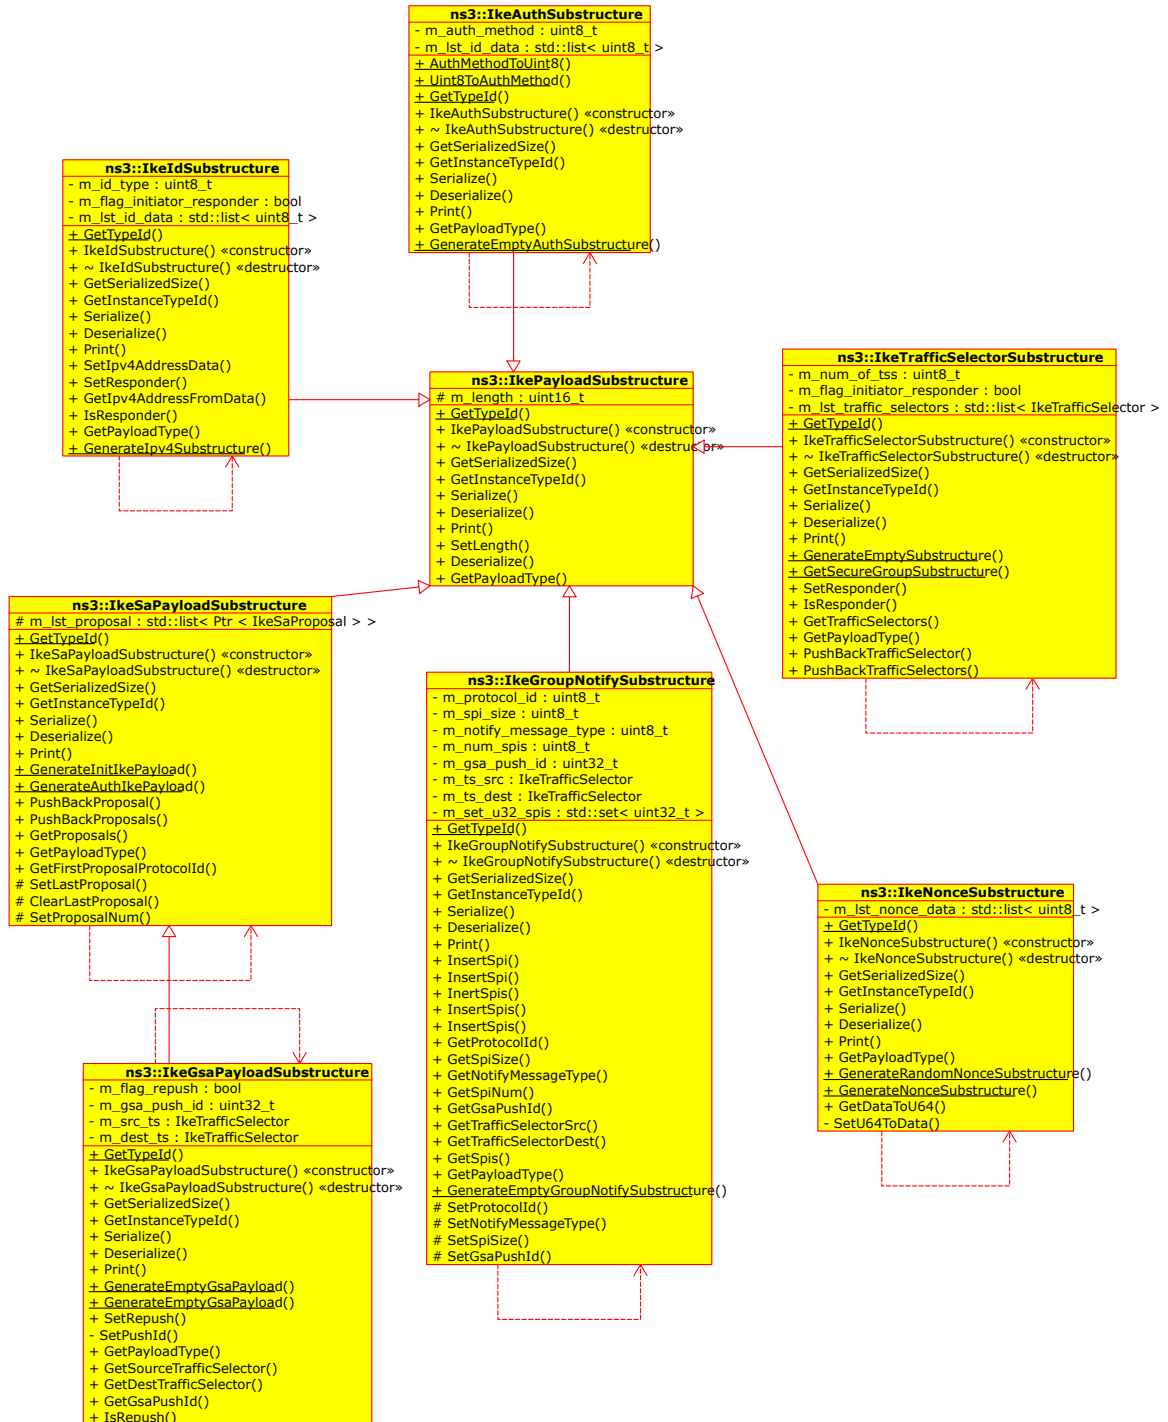 ns3::IkeAuthSubstructure
- m_auth_method : uint8_t
- m_lst_id_data : std::list< uint8_t >
+ AuthMethodToUint8()
+ Uint8ToAuthMethod()
+ GetTypeId()
+ IkeAuthSubstructure() «constructor»
+ ~ IkeAuthSubstructure() «destructor»
+ GetSerializedSize()
+ GetInstanceTypeId()
+ Serialize()
+ Deserialize()
+ Print()
+ GetPayloadType()
+ GenerateEmptyAuthSubstructure()
ns3::IkeIdSubstructure
- m_id_type : uint8_t
- m_flag_initiator_responder : bool
- m_lst_id_data : std::list< uint8_t >
+ GetTypeId()
+ IkeIdSubstructure() «constructor»
+ ~ IkeIdSubstructure() «destructor»
+ GetSerializedSize()
+ GetInstanceTypeId()
+ Serialize()
+ Deserialize()
+ Print()
+ SetIpv4AddressData()
+ SetResponder()
+ GetIpv4AddressFromData()
+ IsResponder()
+ GetPayloadType()
+ GenerateIpv4Substructure()
ns3::IkePayloadSubstructure
# m_length : uint16_t
+ GetTypeId()
+ IkePayloadSubstructure() «constructor»
+ ~ IkePayloadSubstructure() «destructor»
+ GetSerializedSize()
+ GetInstanceTypeId()
+ Serialize()
+ Deserialize()
+ Print()
+ SetLength()
+ Deserialize()
+ GetPayloadType()
ns3::IkeTrafficSelectorSubstructure
- m_num_of_tss : uint8_t
- m_flag_initiator_responder : bool
- m_lst_traffic_selectors : std::list< IkeTrafficSelector >
+ GetTypeId()
+ IkeTrafficSelectorSubstructure() «constructor»
+ ~ IkeTrafficSelectorSubstructure() «destructor»
+ GetSerializedSize()
+ GetInstanceTypeId()
+ Serialize()
+ Deserialize()
+ Print()
+ GenerateEmptySubstructure()
+ GetSecureGroupSubstructure()
+ SetResponder()
+ IsResponder()
+ GetTrafficSelectors()
+ GetPayloadType()
+ PushBackTrafficSelector()
+ PushBackTrafficSelectors()
ns3::IkeSaPayloadSubstructure
# m_lst_proposal : std::list< Ptr < IkeSaProposal > >
+ GetTypeId()
+ IkeSaPayloadSubstructure() «constructor»
+ ~ IkeSaPayloadSubstructure() «destructor»
+ GetSerializedSize()
+ GetInstanceTypeId()
+ Serialize()
+ Deserialize()
+ Print()
+ GenerateInitIkePayload()
+ GenerateAuthIkePayload()
+ PushBackProposal()
+ PushBackProposals()
+ GetProposals()
+ GetPayloadType()
+ GetFirstProposalProtocolId()
# SetLastProposal()
# ClearLastProposal()
# SetProposalNum()
ns3::IkeGroupNotifySubstructure
- m_protocol_id : uint8_t
- m_spi_size : uint8_t
- m_notify_message_type : uint8_t
- m_num_spis : uint8_t
- m_gsa_push_id : uint32_t
- m_ts_src : IkeTrafficSelector
- m_ts_dest : IkeTrafficSelector
- m_set_u32_spis : std::set< uint32_t >
+ GetTypeId()
+ IkeGroupNotifySubstructure() «constructor»
+ ~ IkeGroupNotifySubstructure() «destructor»
+ GetSerializedSize()
+ GetInstanceTypeId()
+ Serialize()
+ Deserialize()
+ Print()
+ InsertSpi()
+ InsertSpi()
+ InertSpis()
+ InsertSpis()
+ InsertSpis()
+ GetProtocolId()
+ GetSpiSize()
+ GetNotifyMessageType()
+ GetSpiNum()
+ GetGsaPushId()
+ GetTrafficSelectorSrc()
+ GetTrafficSelectorDest()
+ GetSpis()
+ GetPayloadType()
+ GenerateEmptyGroupNotifySubstructure()
# SetProtocolId()
# SetNotifyMessageType()
# SetSpiSize()
# SetGsaPushId()
ns3::IkeNonceSubstructure
- m_lst_nonce_data : std::list< uint8_t >
+ GetTypeId()
+ IkeNonceSubstructure() «constructor»
+ ~ IkeNonceSubstructure() «destructor»
+ GetSerializedSize()
+ GetInstanceTypeId()
+ Serialize()
+ Deserialize()
+ Print()
+ GetPayloadType()
+ GenerateRandomNonceSubstructure()
+ GenerateNonceSubstructure()
+ GetDataToU64()
- SetU64ToData()
ns3::IkeGsaPayloadSubstructure
- m_flag_repush : bool
- m_gsa_push_id : uint32_t
- m_src_ts : IkeTrafficSelector
- m_dest_ts : IkeTrafficSelector
+ GetTypeId()
+ IkeGsaPayloadSubstructure() «constructor»
+ ~ IkeGsaPayloadSubstructure() «destructor»
+ GetSerializedSize()
+ GetInstanceTypeId()
+ Serialize()
+ Deserialize()
+ Print()
+ GenerateEmptyGsaPayload()
+ GenerateEmptyGsaPayload()
+ SetRepush()
- SetPushId()
+ GetPayloadType()
+ GetSourceTrafficSelector()
+ GetDestTrafficSelector()
+ GetGsaPushId()
+ IsRepush()